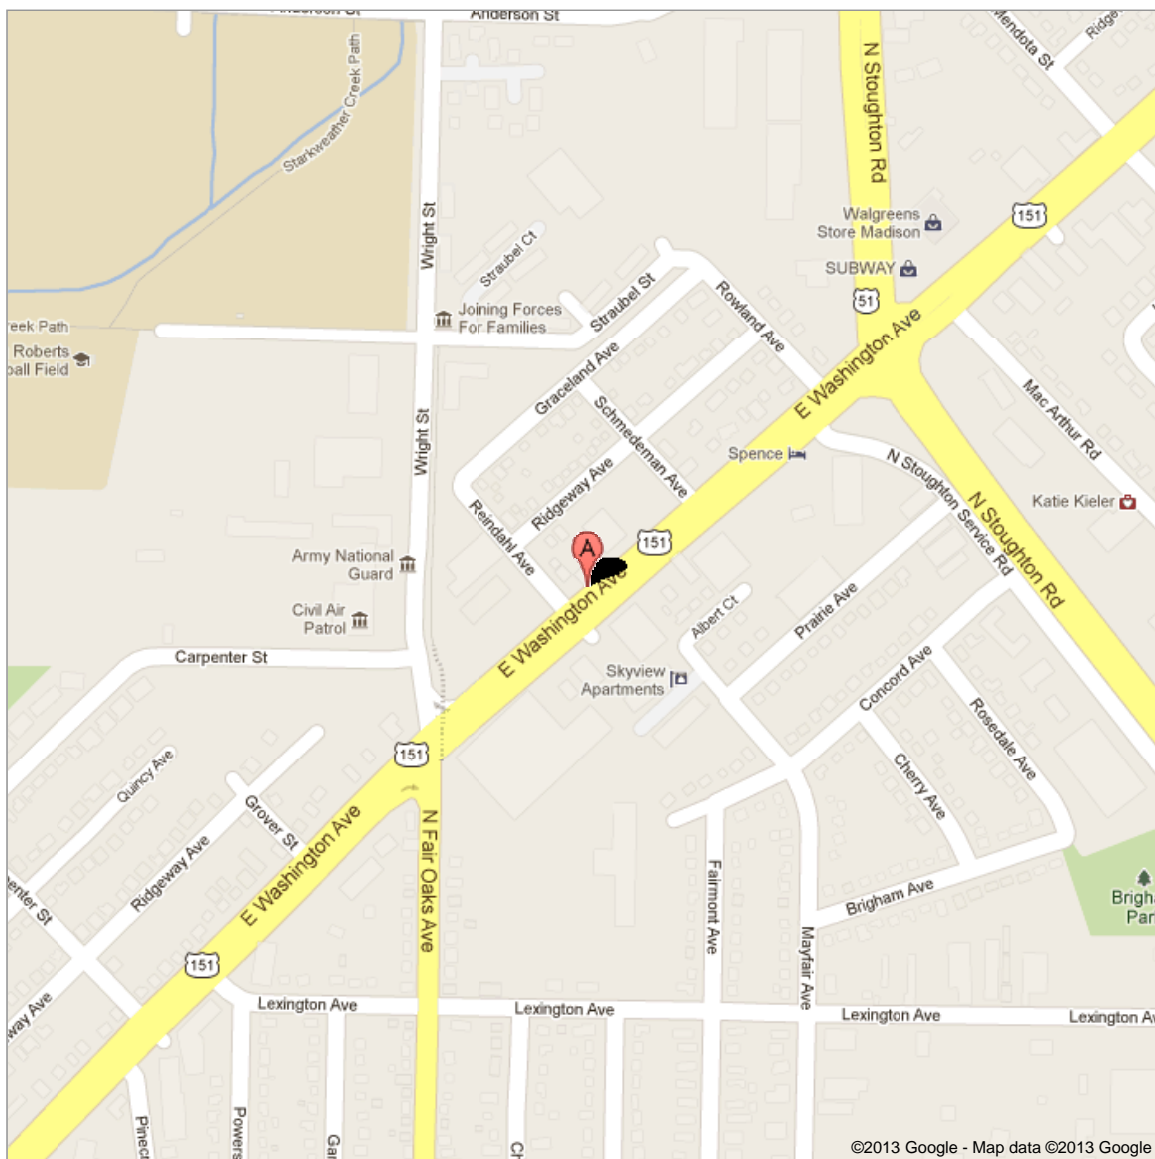 Anderson St
Anderson St
Mendota St
Starkweather Creek Path
N Stoughton Rd
Wright St
Walgreens
Store Madison
151
Straubel Ct
SUBWAY
51
Straubel St
Rowland Ave
Joining Forces
For Families
E Washington Ave
Roberts
Graceland Ave
Schmedeman Ave
Mac Arthur Rd
Wright St
Spence
N Stoughton Service Rd
Ridgeway Ave
Katie Kieler
Reindahl Ave
N Stoughton Rd
Army National
Guard
A
151
E Washington Ave
Albert Ct
Prairie Ave
Civil Air
Patrol
Carpenter St
Skyview
Apartments
Concord Ave
Rosedale Ave
151
Quincy Ave
Cherry Ave
Grover St
E Washington Ave
N Fair Oaks Ave
Ridgeway Ave
Fairmont Ave
Brigham Ave
Mayfair Ave
151
Lexington Ave
Lexington Ave
Lexington Ave
Lexington Av
Powers
©2013 Google - Map data ©2013 Google